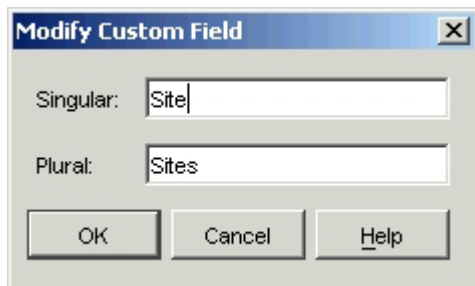 Modify Custom Field
Singular: Site
Plural: Sites
OK Cancel Help